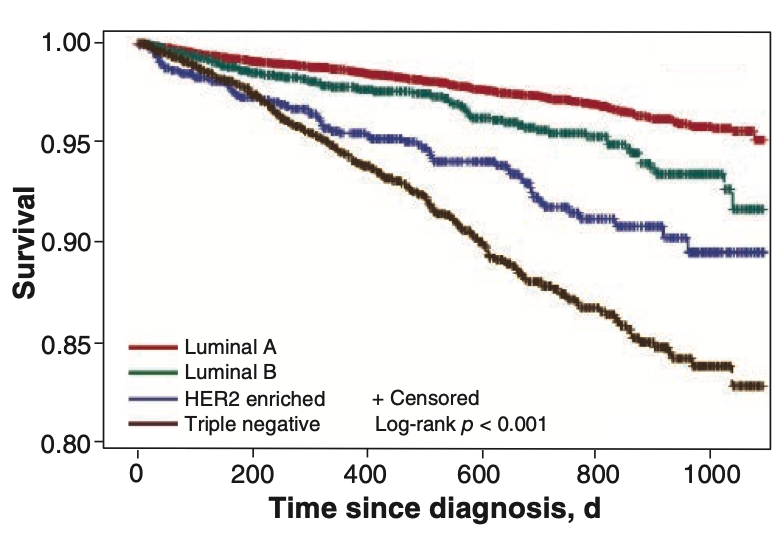 1.00
0.95
0.90
0.85
0.80
Survival
Luminal A
Luminal B
HER2 enriched
Triple negative
+ Censored
Log-rank p < 0.001
0 200 400 600 800 1000
Time since diagnosis, d